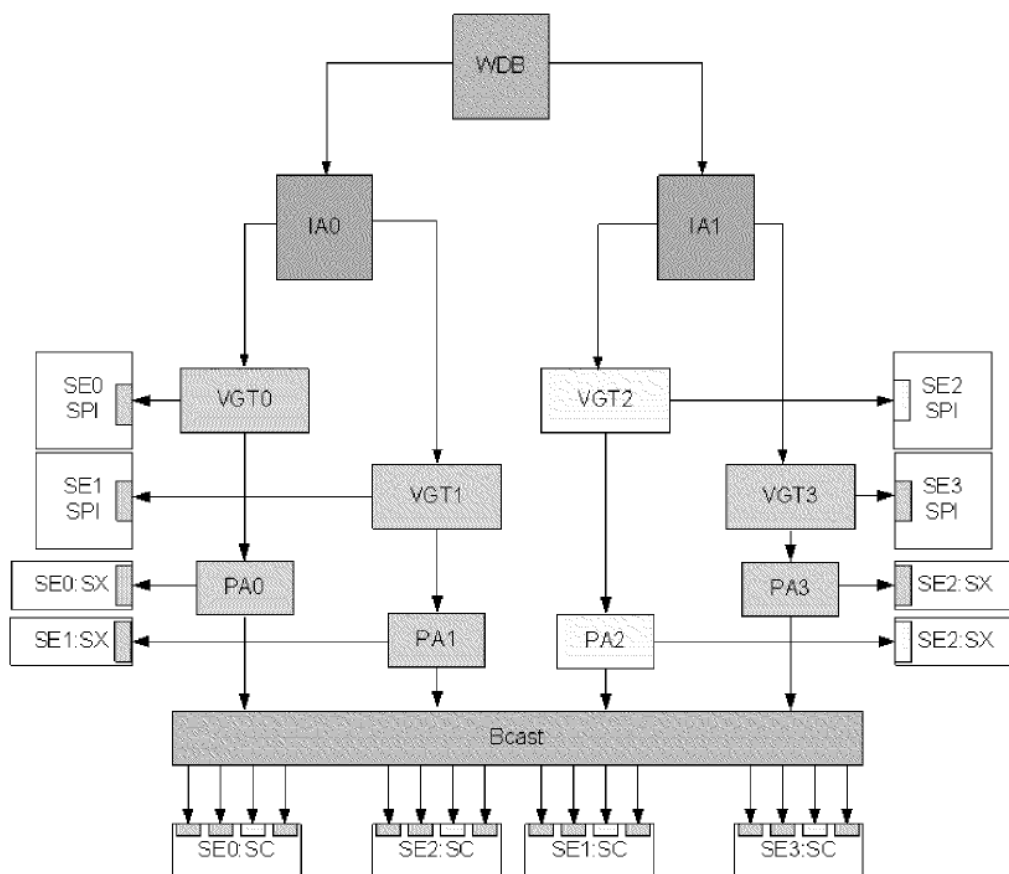 WDB
IA0
IA1
SE0
SPI
VGT0
VGT2
SE2
SPI
SE1
SPI
VGT1
VGT3
SE3
SPI
SE0:SX
PA0
PA3
SE2:SX
SE1:SX
PA1
PA2
SE2:SX
Bcast
SE0:SC
SE2:SC
SE1:SC
SE3:SC